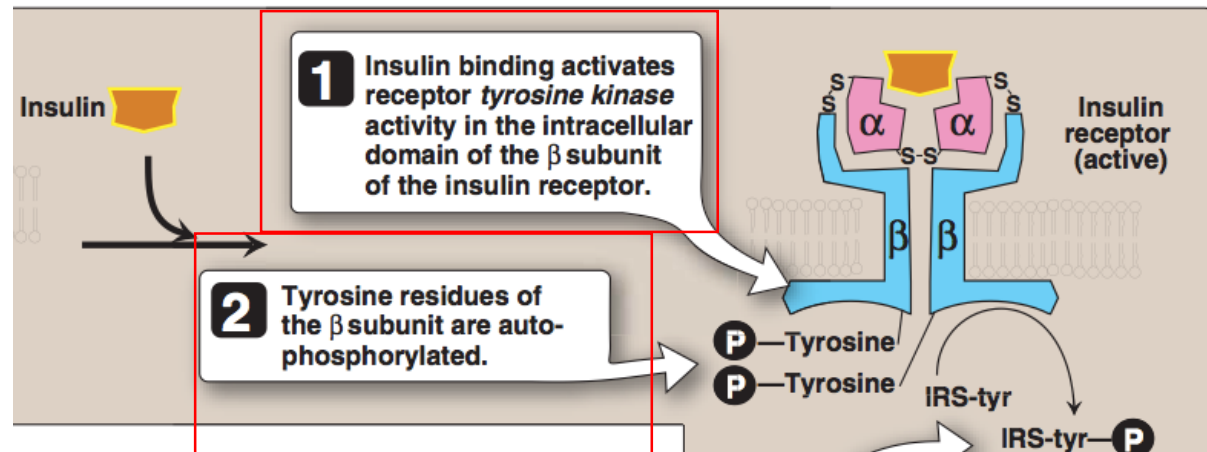 Insulin
1
Insulin binding activates
receptor tyrosine kinase
activity in the intracellular
domain of the β subunit
of the insulin receptor.
2
Tyrosine residues of
the β subunit are auto-
phosphorylated.
S
S
α
α
S
S
S-S
β
β
Insulin
receptor
(active)
P—Tyrosine
P—Tyrosine
IRS-tyr
IRS-tyr—P